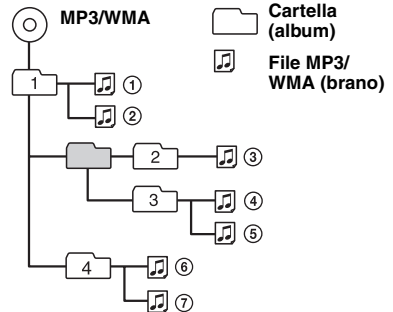 MP3/WMA
Cartella
(album)
File MP3/
WMA (brano)
1
①
②
2
③
3
④
⑤
4
⑥
⑦